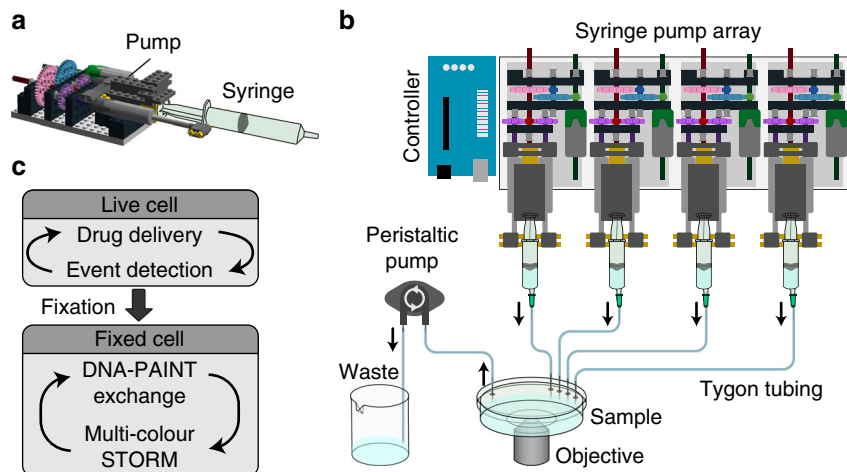 a
Pump
Syringe
b
Syringe pump array
Controller
Peristaltic
pump
Waste
Tygon tubing
Sample
Objective
c
Live cell
Drug delivery
Event detection
Fixation
Fixed cell
DNA-PAINT
exchange
Multi-colour
STORM